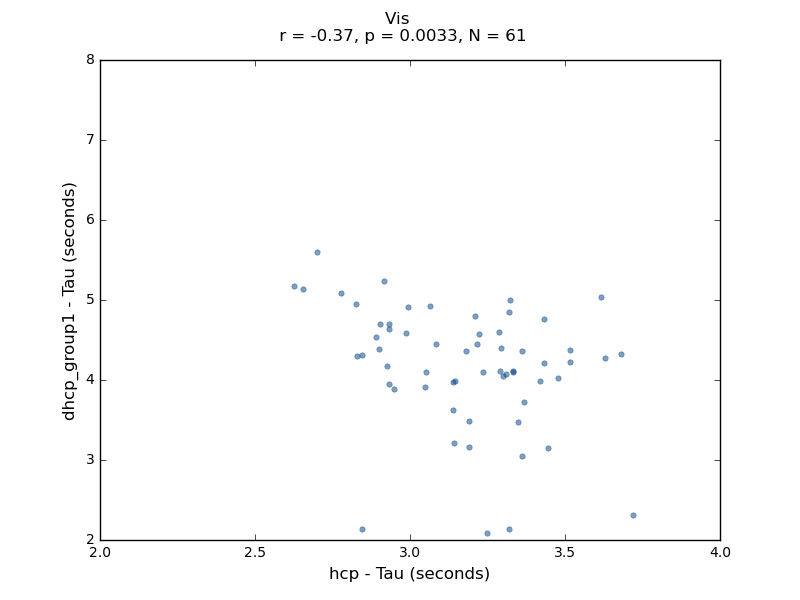 Vis
r = -0.37, p = 0.0033, N = 61
8
7
6
5
4
3
2
dhcp_group1 - Tau (seconds)
2.0 2.5 3.0 3.5 4.0
hcp - Tau (seconds)